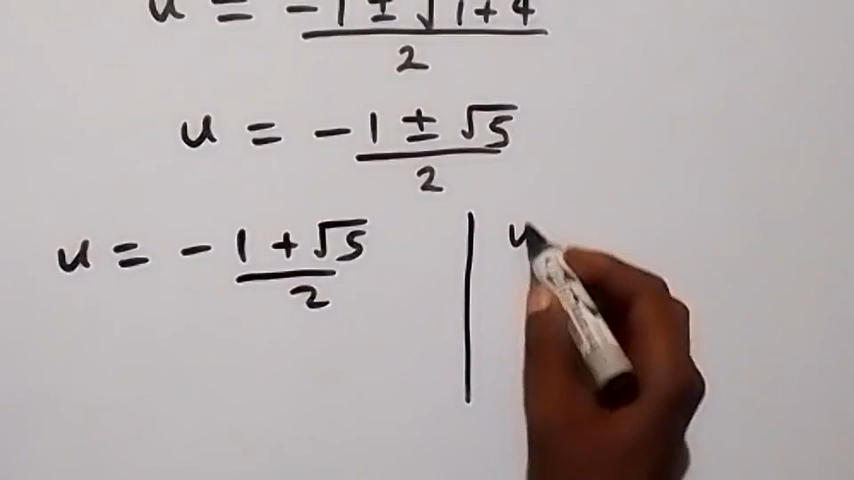 u = -1 ± √1+4 / 2
u = -1 ± √5 / 2
u = -1 + √5 / 2 | u